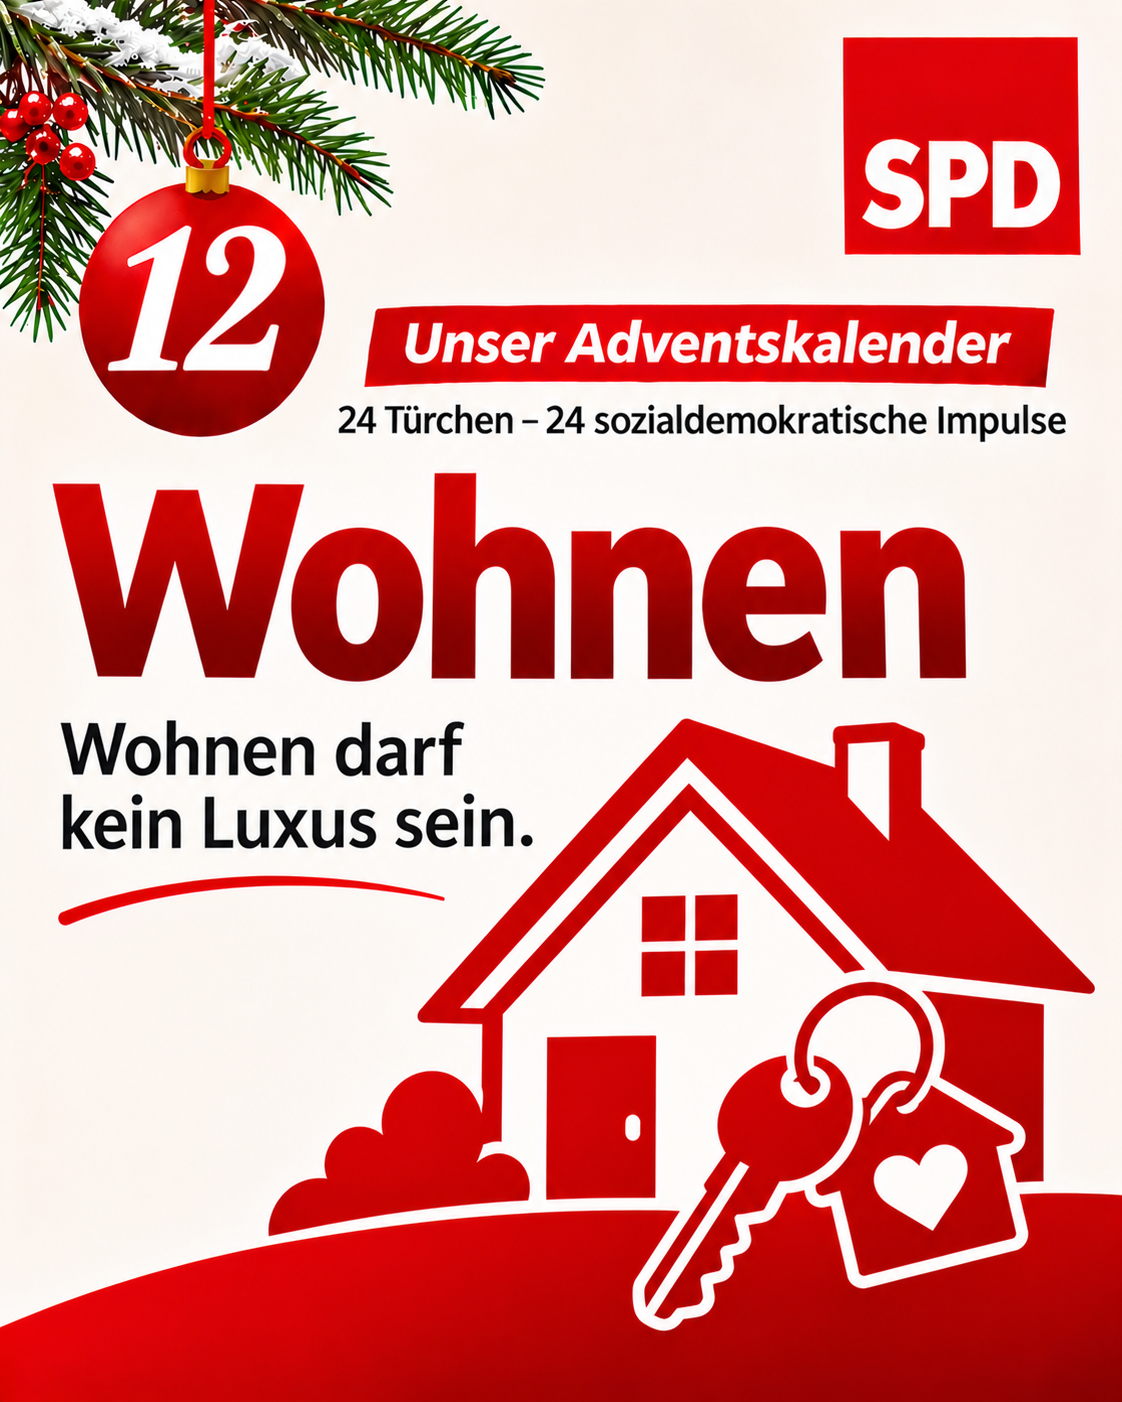 SPD
12
Unser Adventskalender
24 Türchen – 24 sozialdemokratische Impulse
Wohnen
Wohnen darf
kein Luxus sein.